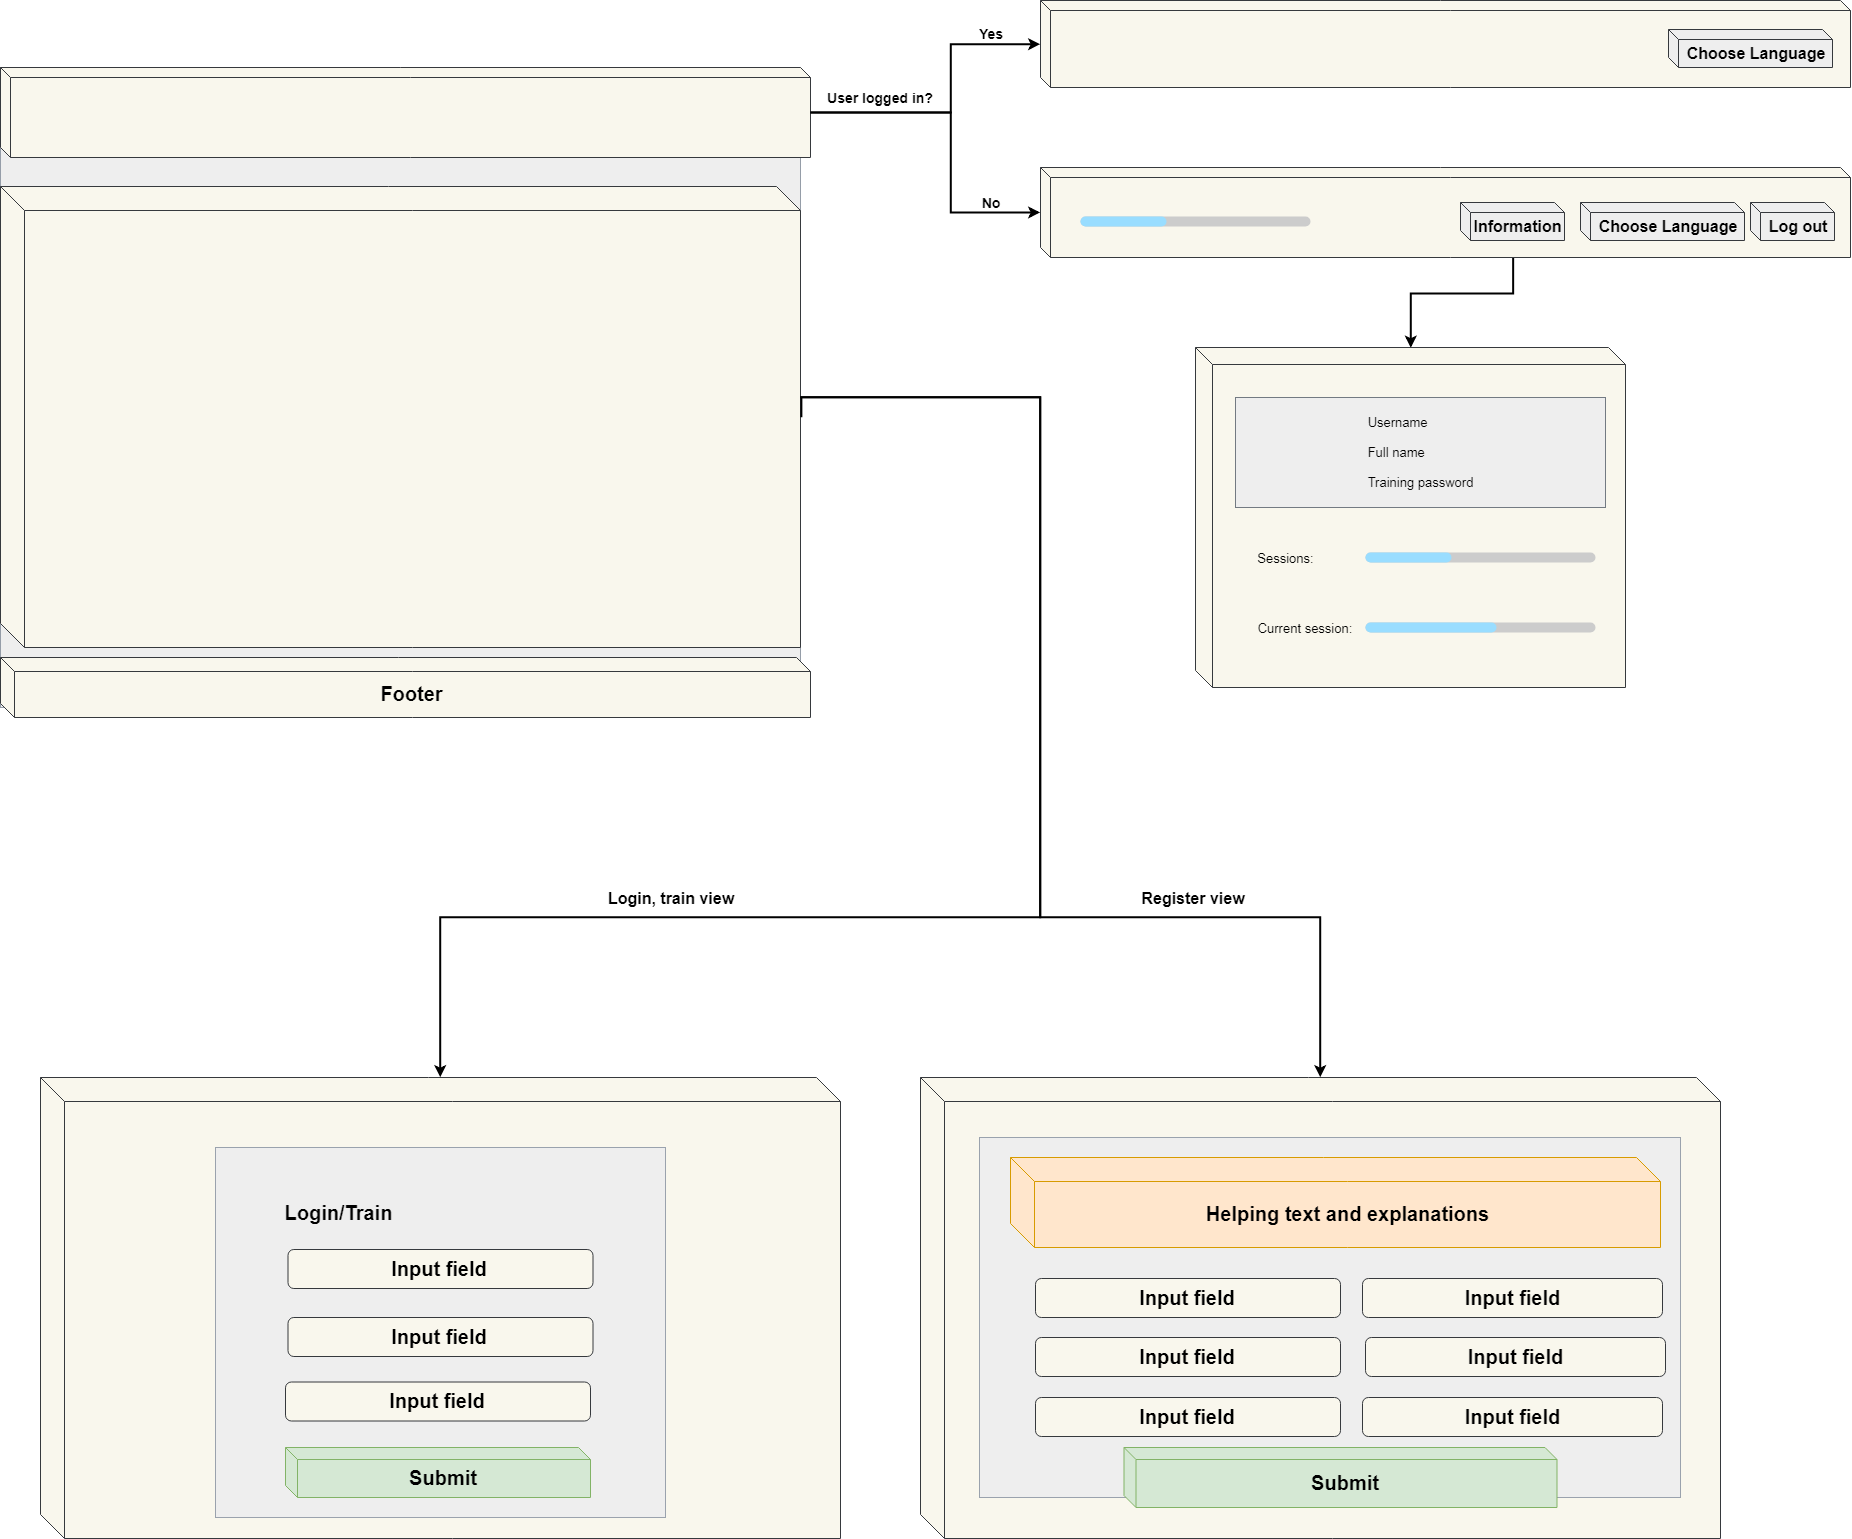 Yes
Choose Language
User logged in?
No
Information
Choose Language
Log out
Username
Full name
Training password
Sessions:
Current session:
Footer
Login, train view
Register view
Login/Train
Input field
Input field
Input field
Submit
Helping text and explanations
Input field
Input field
Input field
Input field
Input field
Input field
Submit